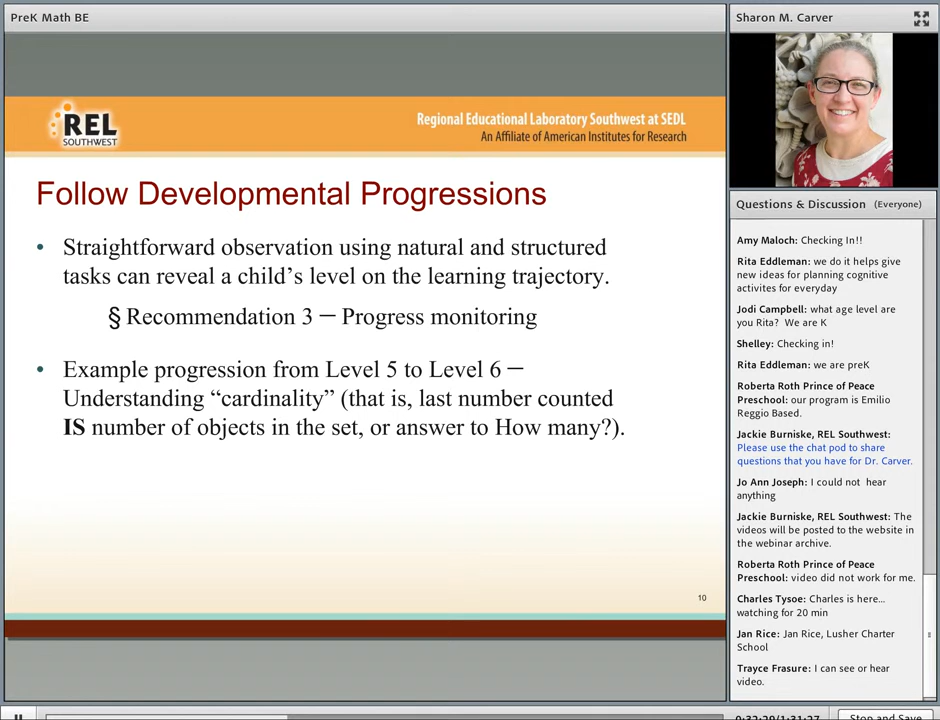 PreK Math BE
REL
SOUTHWEST
Regional Educational Laboratory Southwest at SEDL
An Affiliate of American Institutes for Research
Follow Developmental Progressions
• Straightforward observation using natural and structured
tasks can reveal a child’s level on the learning trajectory.
§ Recommendation 3 – Progress monitoring
• Example progression from Level 5 to Level 6 –
Understanding “cardinality” (that is, last number counted
IS number of objects in the set, or answer to How many?).
10
Sharon M. Carver
Questions & Discussion (Everyone)
Amy Maloch: Checking In!!
Rita Eddleman: we do it helps give
new ideas for planning cognitive
activites for everyday
Jodi Campbell: what age level are
you Rita? We are K
Shelley: Checking in!
Rita Eddleman: we are preK
Roberta Roth Prince of Peace
Preschool: our program is Emilio
Reggio Based.
Jackie Burniske, REL Southwest:
Please use the chat pod to share
questions that you have for Dr. Carver.
Jo Ann Joseph: I could not hear
anything
Jackie Burniske, REL Southwest: The
videos will be posted to the website in
the webinar archive.
Roberta Roth Prince of Peace
Preschool: video did not work for me.
Charles Tysoe: Charles is here...
watching for 20 min
Jan Rice: Jan Rice, Lusher Charter
School
Trayce Frasure: I can see or hear
video.
0:32:29/1:31:27
Stop and Save